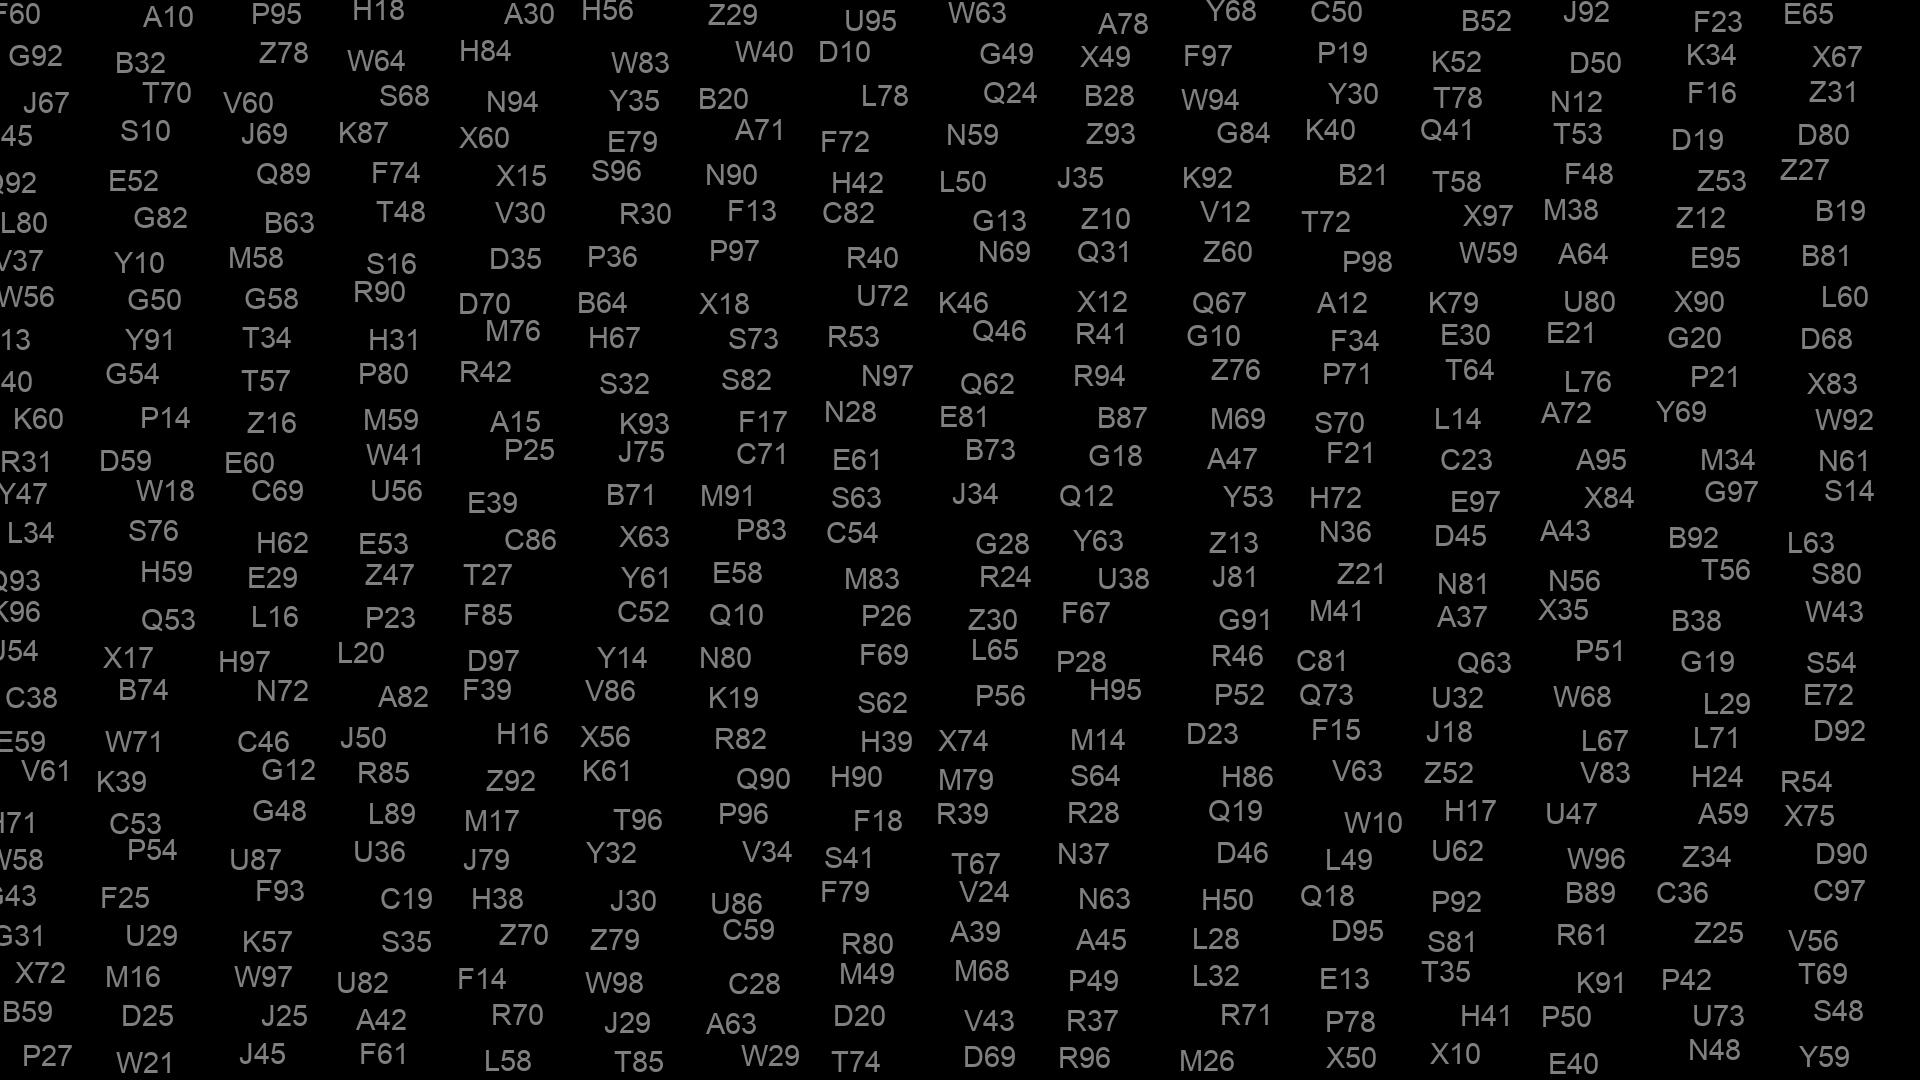 F60 A10 P95 H18 A30 H56 Z29 U95 W63 A78 Y68 C50 B52 J92 F23 E65
G92 B32 Z78 W64 H84 W83 W40 D10 G49 X49 F97 P19 K52 D50 K34 X67
J67 T70 V60 S68 N94 Y35 B20 L78 Q24 B28 W94 Y30 T78 N12 F16 Z31
45 S10 J69 K87 X60 E79 A71 F72 N59 Z93 G84 K40 Q41 T53 D19 D80
Q92 E52 Q89 F74 X15 S96 N90 H42 L50 J35 K92 B21 T58 F48 Z53 Z27
L80 G82 B63 T48 V30 R30 F13 C82 G13 Z10 V12 T72 X97 M38 Z12 B19
V37 Y10 M58 S16 D35 P36 P97 R40 N69 Q31 Z60 P98 W59 A64 E95 B81
W56 G50 G58 R90 D70 B64 X18 U72 K46 X12 Q67 A12 K79 U80 X90 L60
13 Y91 T34 H31 M76 H67 S73 R53 Q46 R41 G10 F34 E30 E21 G20 D68
40 G54 T57 P80 R42 S32 S82 N97 Q62 R94 Z76 P71 T64 L76 P21 X83
K60 P14 Z16 M59 A15 K93 F17 N28 E81 B87 M69 S70 L14 A72 Y69 W92
R31 D59 E60 W41 P25 J75 C71 E61 B73 G18 A47 F21 C23 A95 M34 N61
Y47 W18 C69 U56 E39 B71 M91 S63 J34 Q12 Y53 H72 E97 X84 G97 S14
L34 S76 H62 E53 C86 X63 P83 C54 G28 Y63 Z13 N36 D45 A43 B92 L63
Q93 H59 E29 Z47 T27 Y61 E58 M83 R24 U38 J81 Z21 N81 N56 T56 S80
K96 Q53 L16 P23 F85 C52 Q10 P26 Z30 F67 G91 M41 A37 X35 B38 W43
U54 X17 H97 L20 D97 Y14 N80 F69 L65 P28 R46 C81 Q63 P51 G19 S54
C38 B74 N72 A82 F39 V86 K19 S62 P56 H95 P52 Q73 U32 W68 L29 E72
E59 W71 C46 J50 H16 X56 R82 H39 X74 M14 D23 F15 J18 L67 L71 D92
V61 K39 G12 R85 Z92 K61 Q90 H90 M79 S64 H86 V63 Z52 V83 H24 R54
H71 C53 G48 L89 M17 T96 P96 F18 R39 R28 Q19 W10 H17 U47 A59 X75
W58 P54 U87 U36 J79 Y32 V34 S41 T67 N37 D46 L49 U62 W96 Z34 D90
G43 F25 F93 C19 H38 J30 U86 F79 V24 N63 H50 Q18 P92 B89 C36 C97
G31 U29 K57 S35 Z70 Z79 C59 R80 A39 A45 L28 D95 S81 R61 Z25 V56
X72 M16 W97 U82 F14 W98 C28 M49 M68 P49 L32 E13 T35 K91 P42 T69
B59 D25 J25 A42 R70 J29 A63 D20 V43 R37 R71 P78 H41 P50 U73 S48
P27 W21 J45 F61 L58 T85 W29 T74 D69 R96 M26 X50 X10 E40 N48 Y59